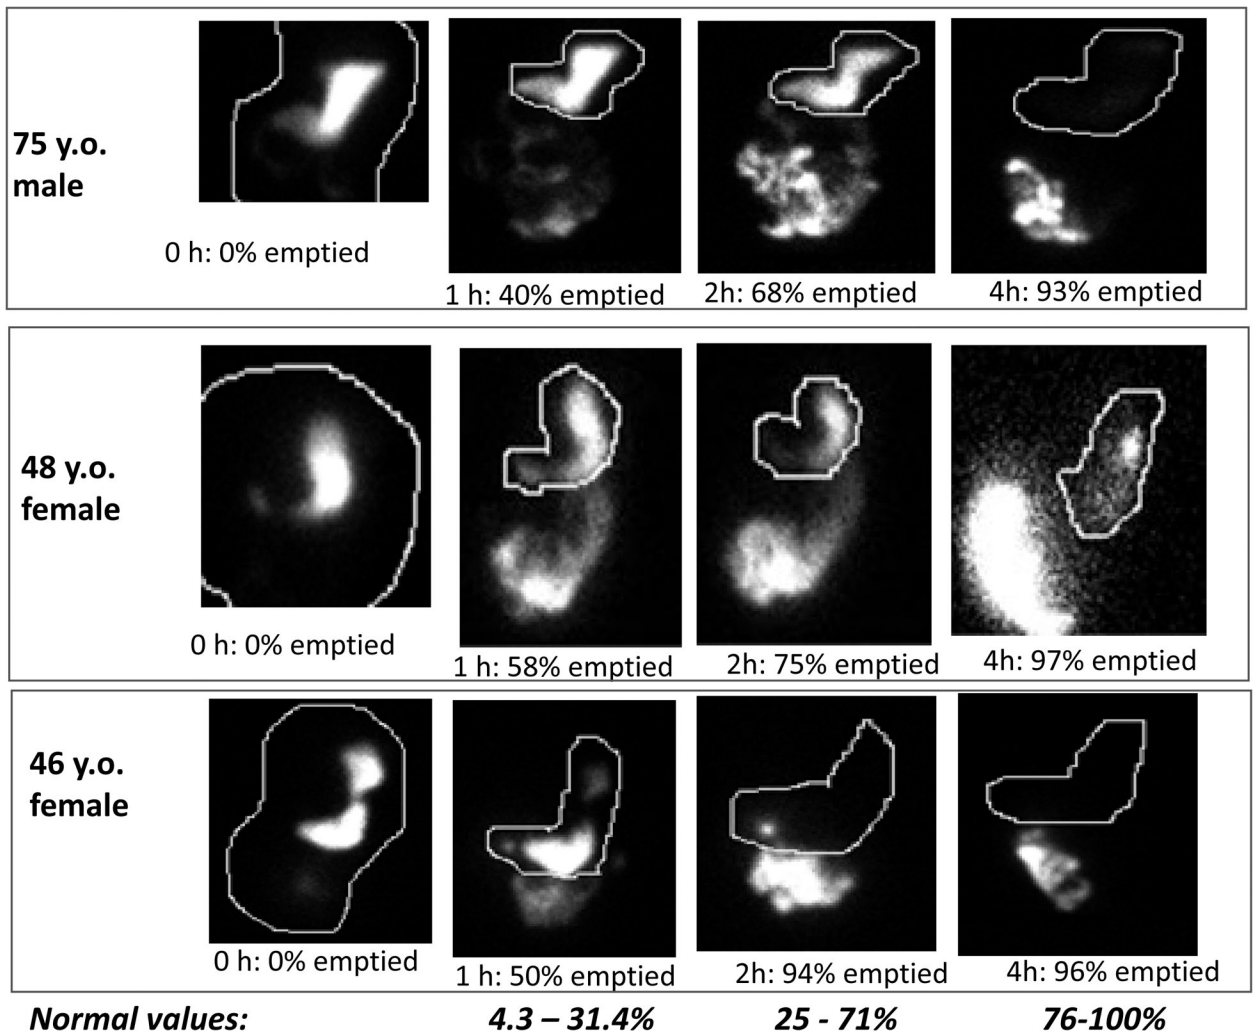 75 y.o.
male
0 h: 0% emptied
1 h: 40% emptied
2h: 68% emptied
4h: 93% emptied
48 y.o.
female
0 h: 0% emptied
1 h: 58% emptied
2h: 75% emptied
4h: 97% emptied
46 y.o.
female
0 h: 0% emptied
1 h: 50% emptied
2h: 94% emptied
4h: 96% emptied
Normal values: 4.3 – 31.4% 25 - 71% 76-100%